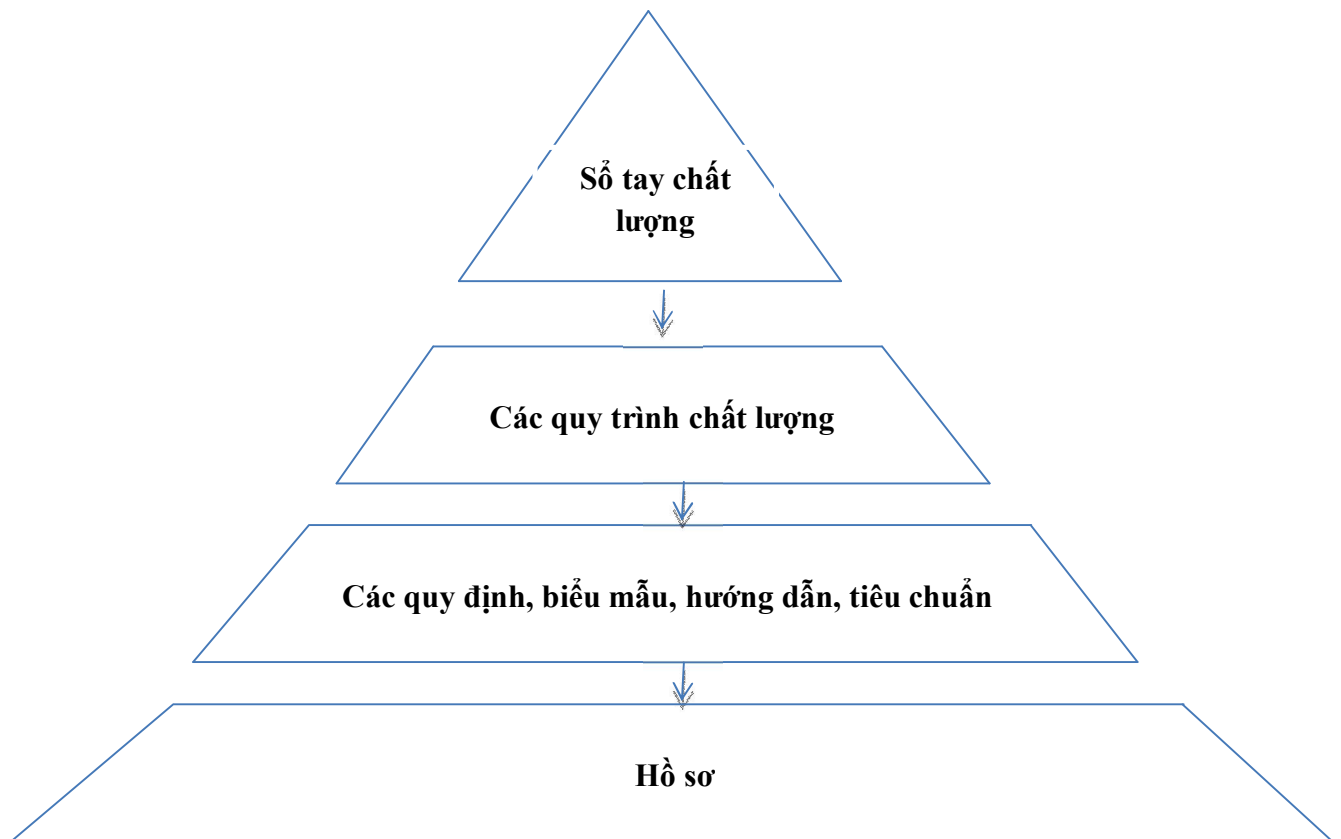 Sổ tay chất
lượng
Các quy trình chất lượng
Các quy định, biểu mẫu, hướng dẫn, tiêu chuẩn
Hồ sơ